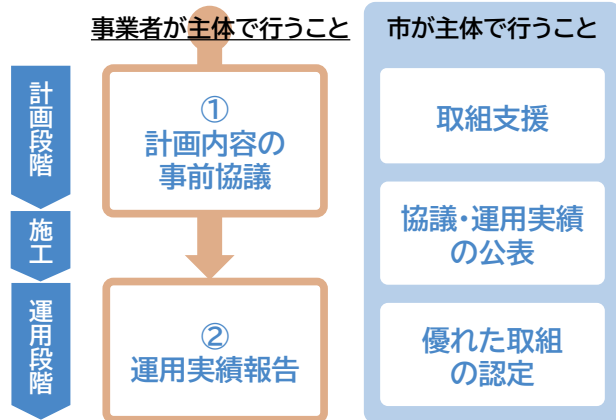 事業者が主体で行うこと
市が主体で行うこと
計画段階
施工
運用段階
①
計画内容の
事前協議
②
運用実績報告
取組支援
協議・運用実績
の公表
優れた取組
の認定